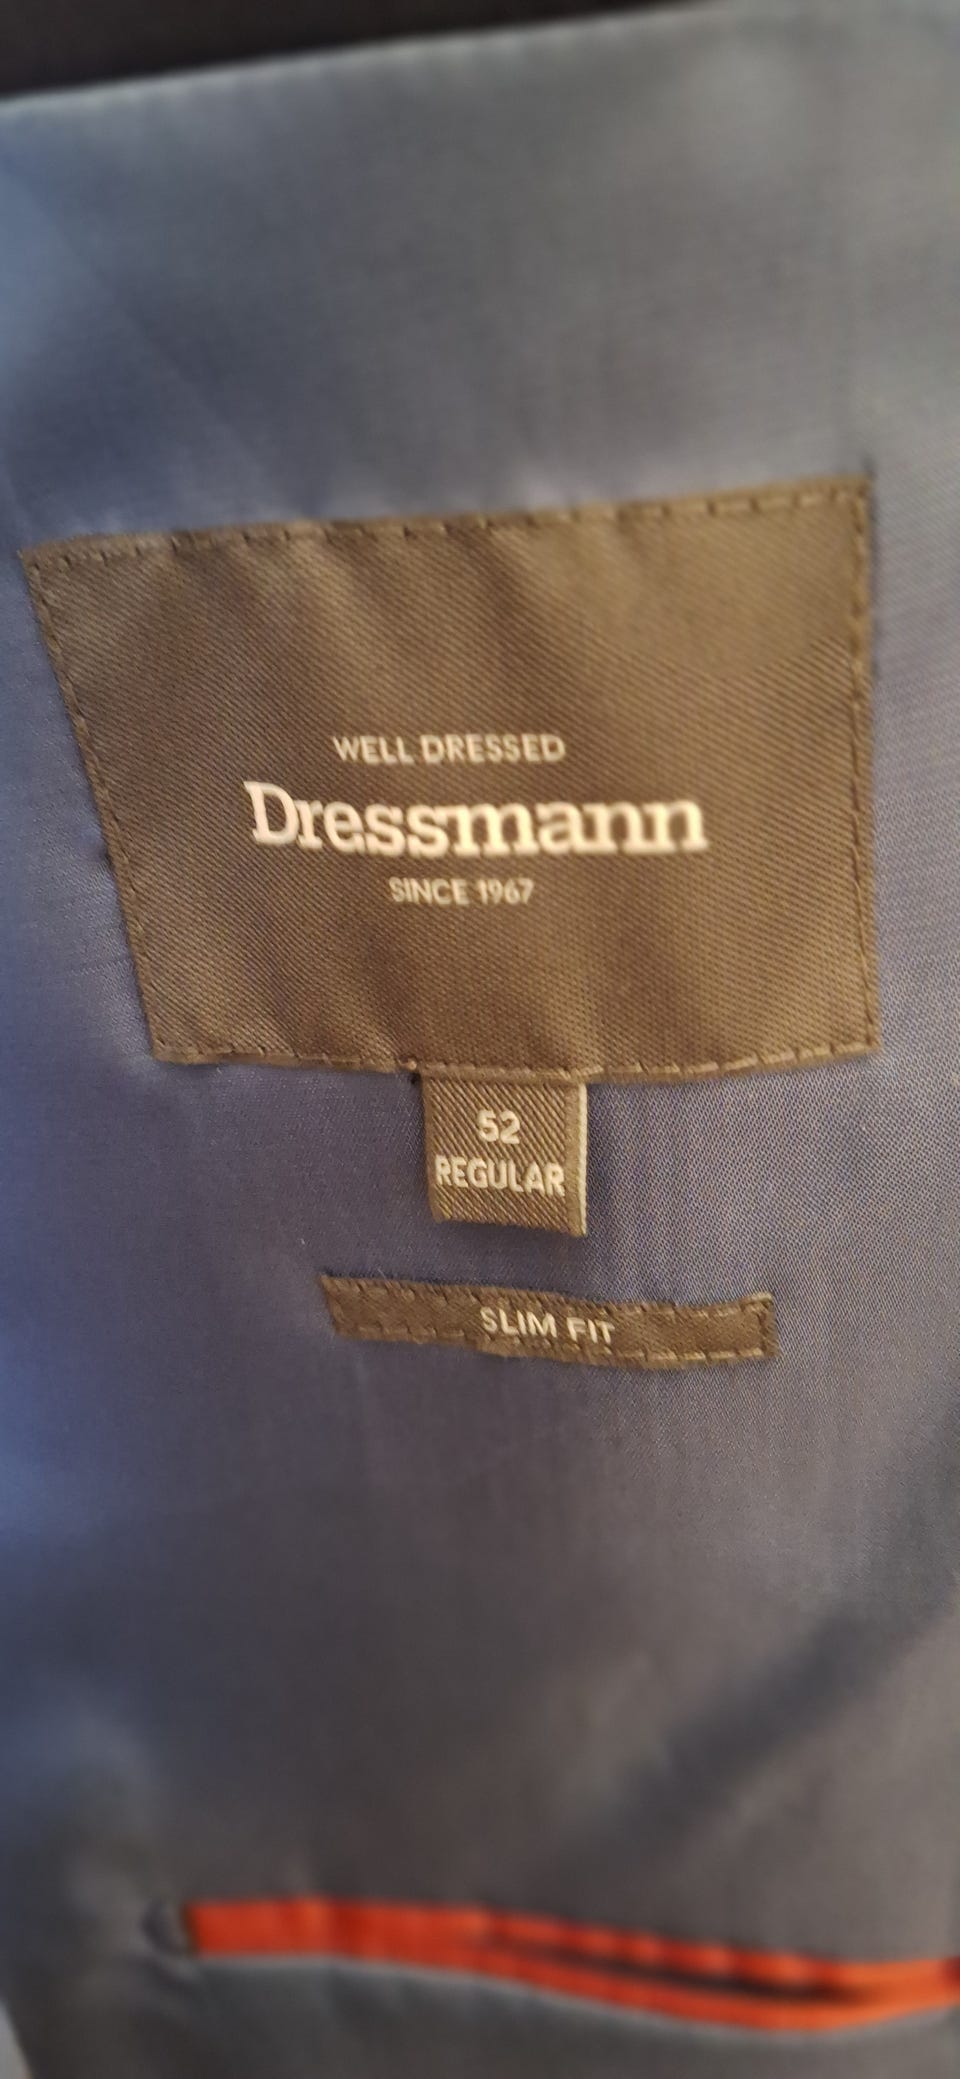 WELL DRESSED
Dressmann
SINCE 1967
52
REGULAR
SLIM FIT